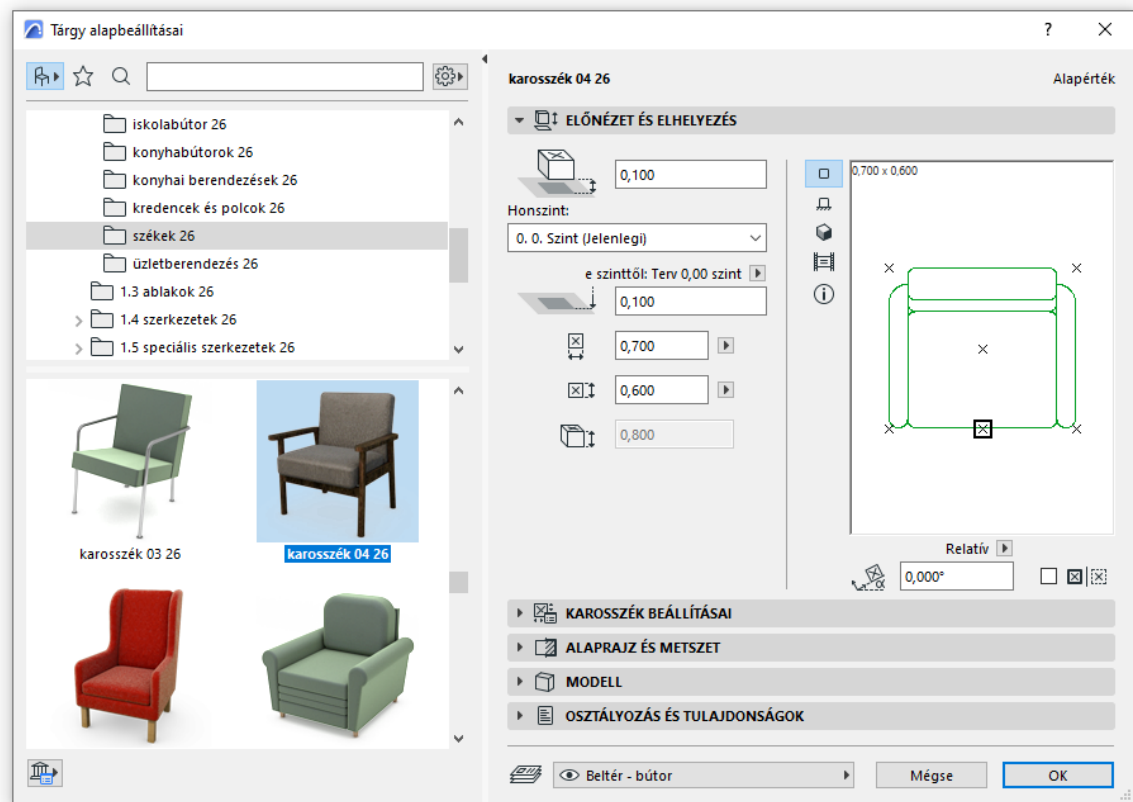 Tárgy alapbeállításai
?
iskolabútor 26
konyhabútorok 26
konyhai berendezések 26
kredencek és polcok 26
székek 26
üzletberendezés 26
1.3 ablakok 26
1.4 szerkezetek 26
1.5 speciális szerkezetek 26
karosszék 03 26
karosszék 04 26
karosszék 04 26
Alapérték
ELŐNÉZET ÉS ELHELYEZÉS
0,100
Honszint:
0. 0. Szint (Jelenlegi)
e szinttől: Terv 0,00 szint
0,100
0,700
0,600
0,800
0,700 x 0,600
Relatív
α
0,000°
KAROSSZÉK BEÁLLÍTÁSAI
ALAPRAJZ ÉS METSZET
MODELL
OSZTÁLYOZÁS ÉS TULAJDONSÁGOK
Beltér - bútor
Mégse
OK